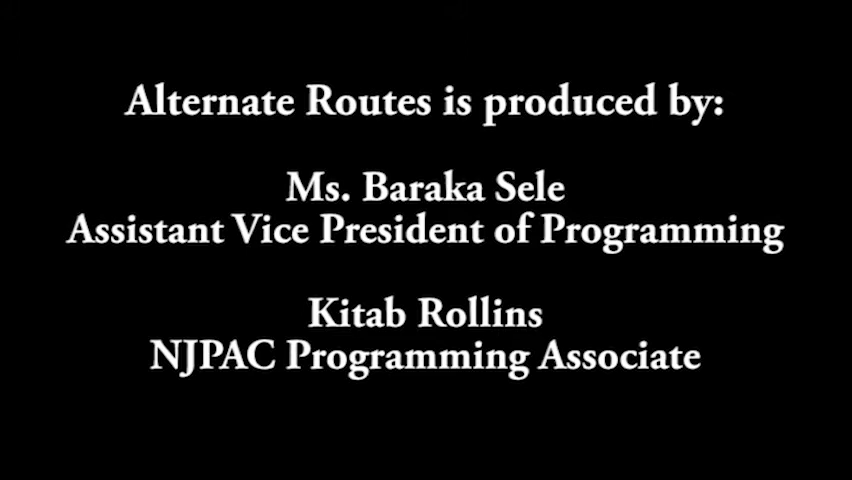 Alternate Routes is produced by:
Ms. Baraka Sele
Assistant Vice President of Programming
Kitab Rollins
NJPAC Programming Associate